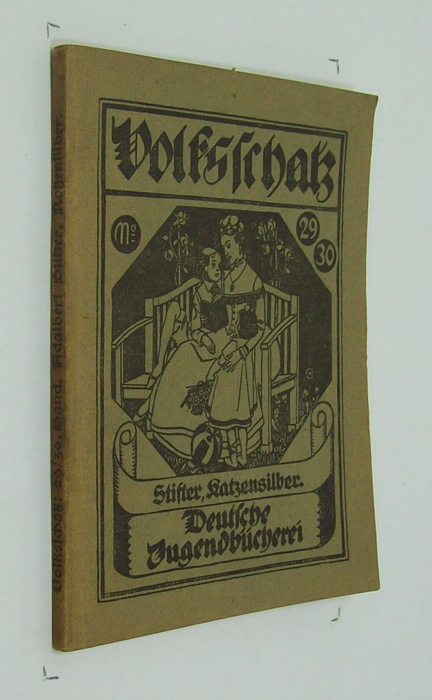 Volksschatz
No
29
30
Stifter, Katzensilber.
Deutsche
Jugendbücherei
Volksschatz: 29/30. Band. Adalbert Stifter, Katzensilber.